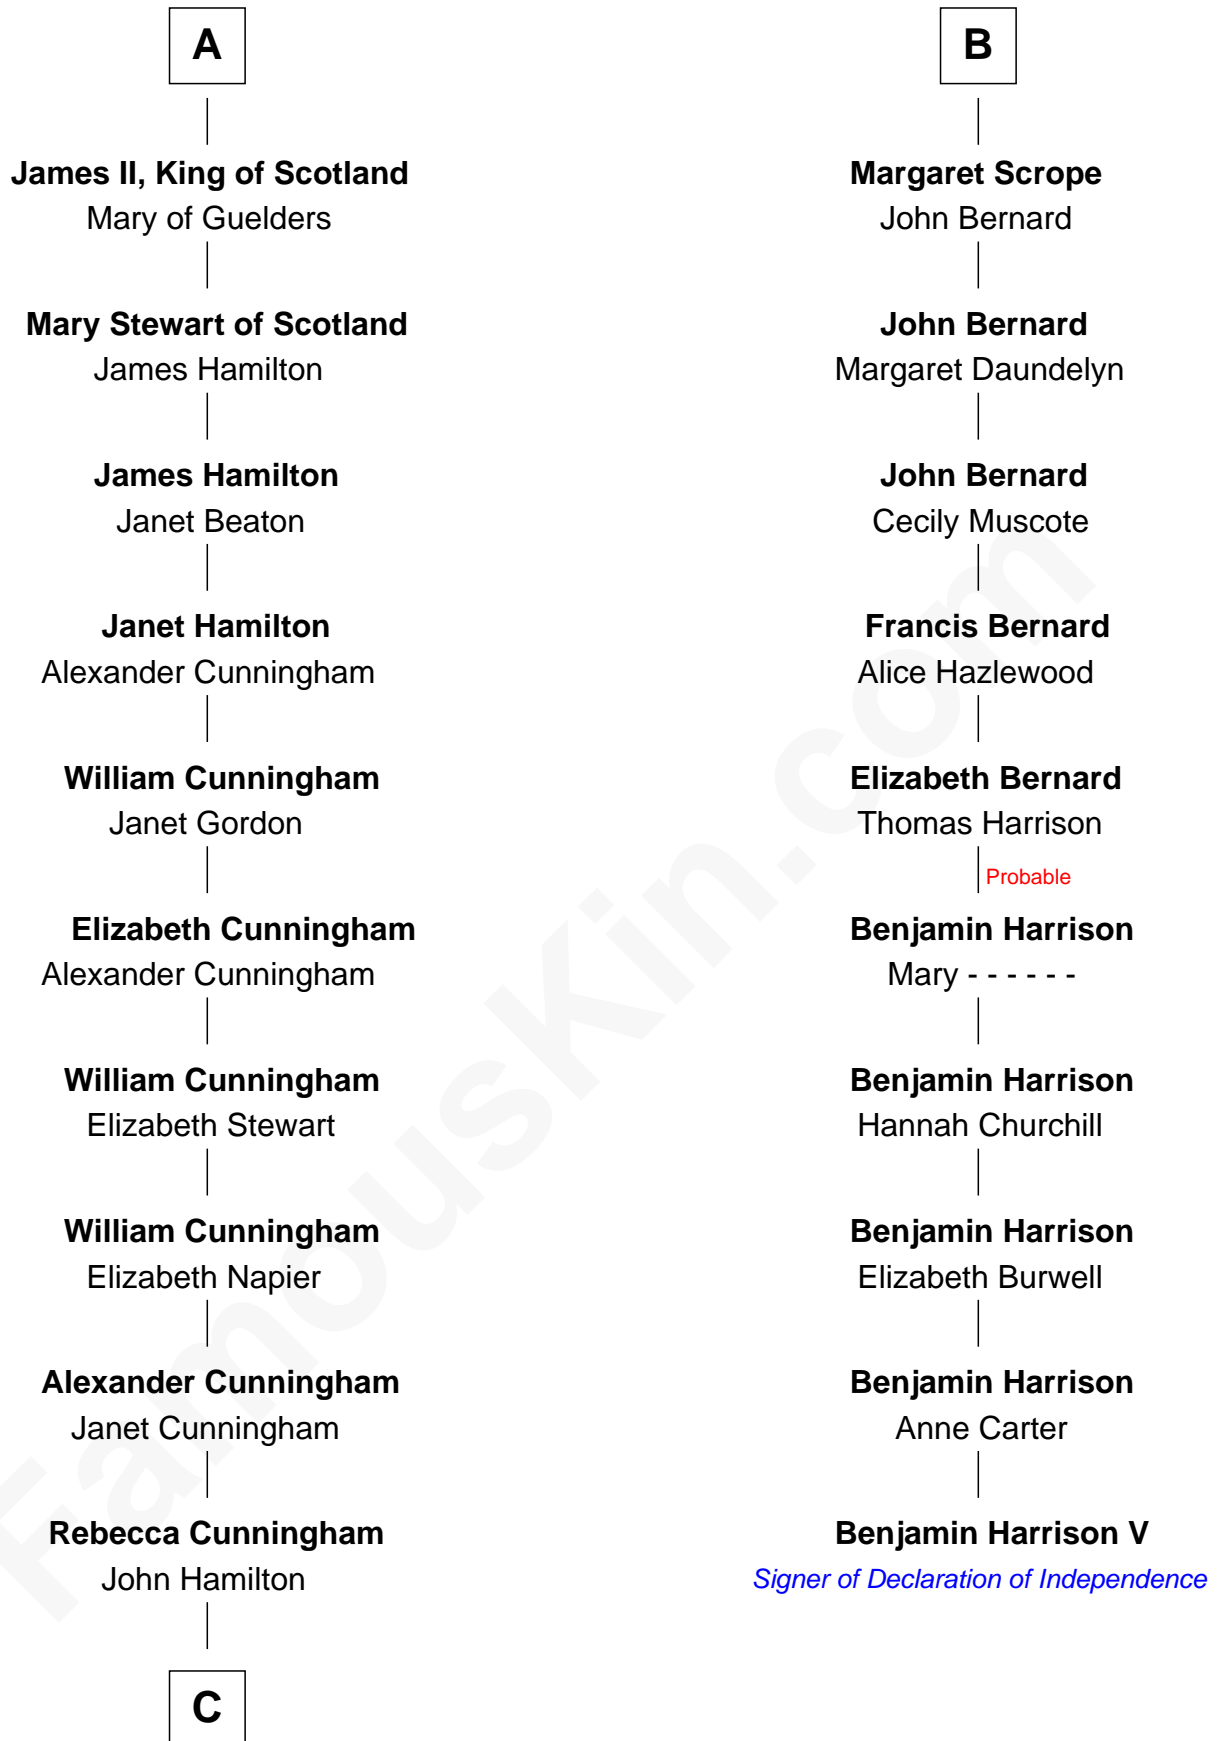 A
James II, King of Scotland
Mary of Guelders
Mary Stewart of Scotland
James Hamilton
James Hamilton
Janet Beaton
Janet Hamilton
Alexander Cunningham
William Cunningham
Janet Gordon
Elizabeth Cunningham
Alexander Cunningham
William Cunningham
Elizabeth Stewart
William Cunningham
Elizabeth Napier
Alexander Cunningham
Janet Cunningham
Rebecca Cunningham
John Hamilton
C
B
Margaret Scrope
John Bernard
John Bernard
Margaret Daundelyn
John Bernard
Cecily Muscote
Francis Bernard
Alice Hazlewood
Elizabeth Bernard
Thomas Harrison
Probable
Benjamin Harrison
Mary - - - - - -
Benjamin Harrison
Hannah Churchill
Benjamin Harrison
Elizabeth Burwell
Benjamin Harrison
Anne Carter
Benjamin Harrison V
Signer of Declaration of Independence
FamousKin.com